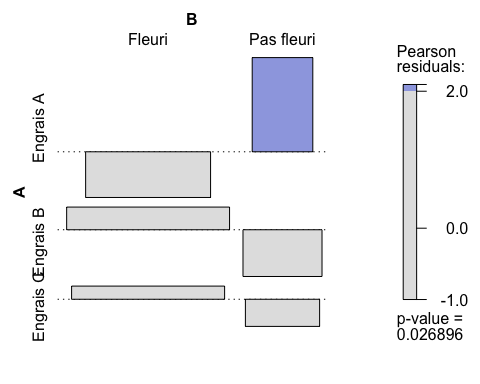 B
Fleuri Pas fleuri
Pearson
residuals:
A
Engrais A
Engrais B
Engrais C
2.0
0.0
-1.0
p-value =
0.026896